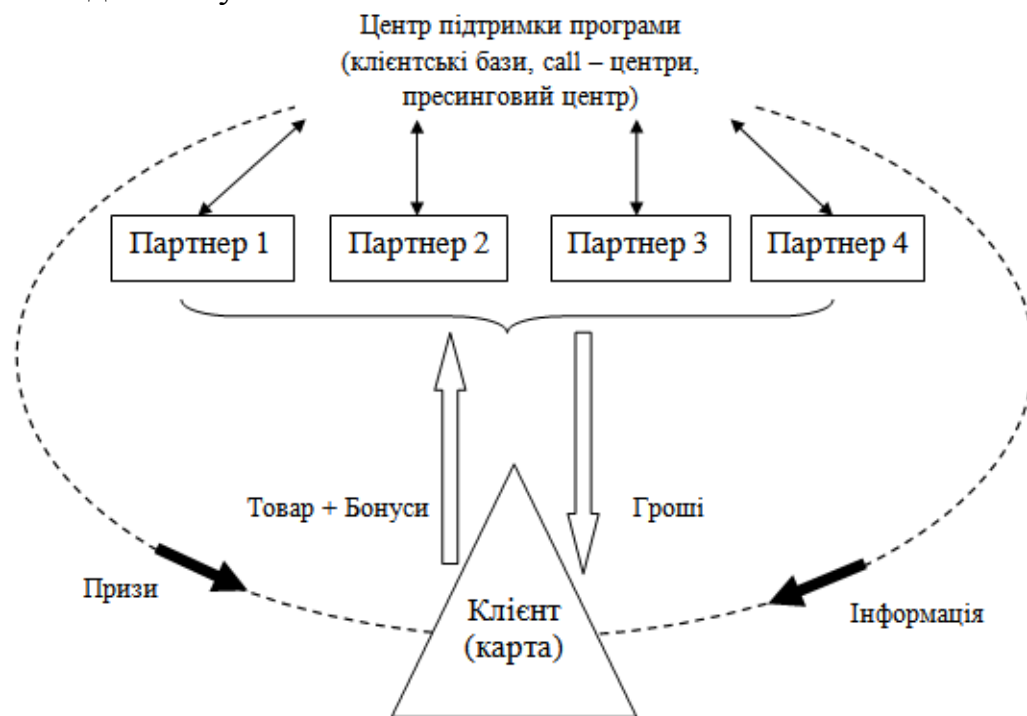 Центр підтримки програми
(клієнтські бази, call – центри,
пресинговий центр)
Партнер 1
Партнер 2
Партнер 3
Партнер 4
Товар + Бонуси
Гроші
Призи
Клієнт
(карта)
Інформація